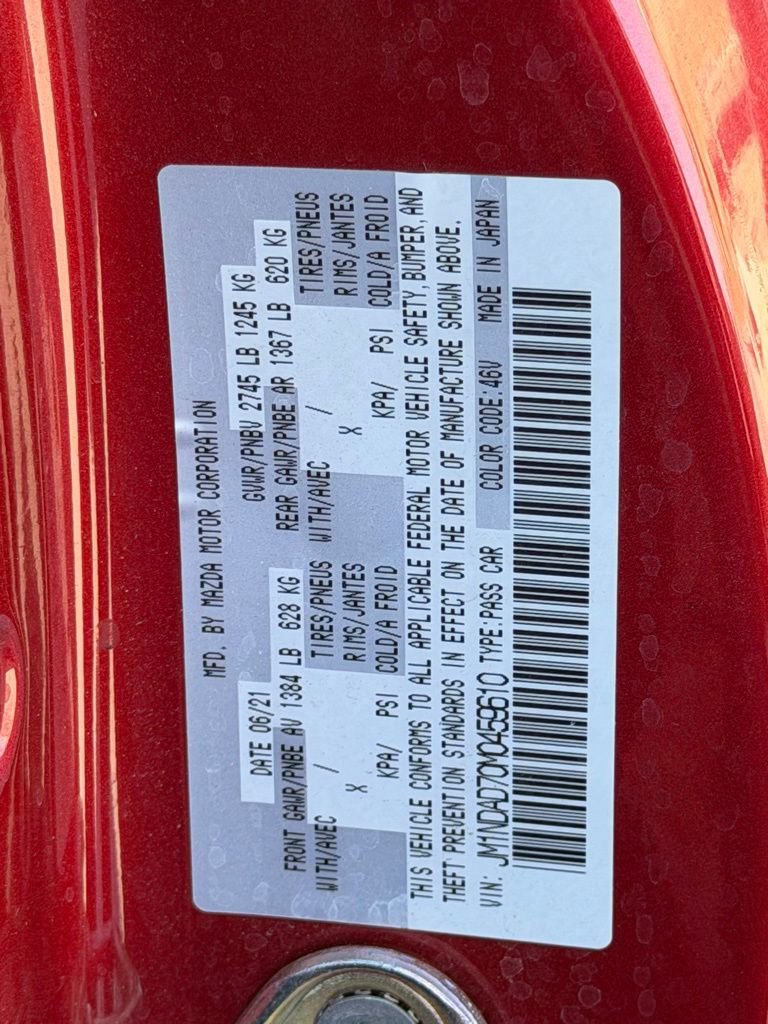 MFD. BY MAZDA MOTOR CORPORATION
DATE 06/21 GVWR/PNBV 2745 LB 1245 KG
FRONT GAWR/PNBE AV 1384 LB 628 KG REAR GAWR/PNBE AR 1367 LB 620 KG
WITH/AVEC TIRES/PNEUS WITH/AVEC TIRES/PNEUS
X / RIMS/JANTES X / RIMS/JANTES
KPA/ PSI COLD/A FROID KPA/ PSI COLD/A FROID
THIS VEHICLE CONFORMS TO ALL APPLICABLE FEDERAL MOTOR VEHICLE SAFETY, BUMPER, AND
THEFT PREVENTION STANDARDS IN EFFECT ON THE DATE OF MANUFACTURE SHOWN ABOVE.
VIN: JM1NDAD70M0459610 TYPE:PASS CAR COLOR CODE:46V MADE IN JAPAN